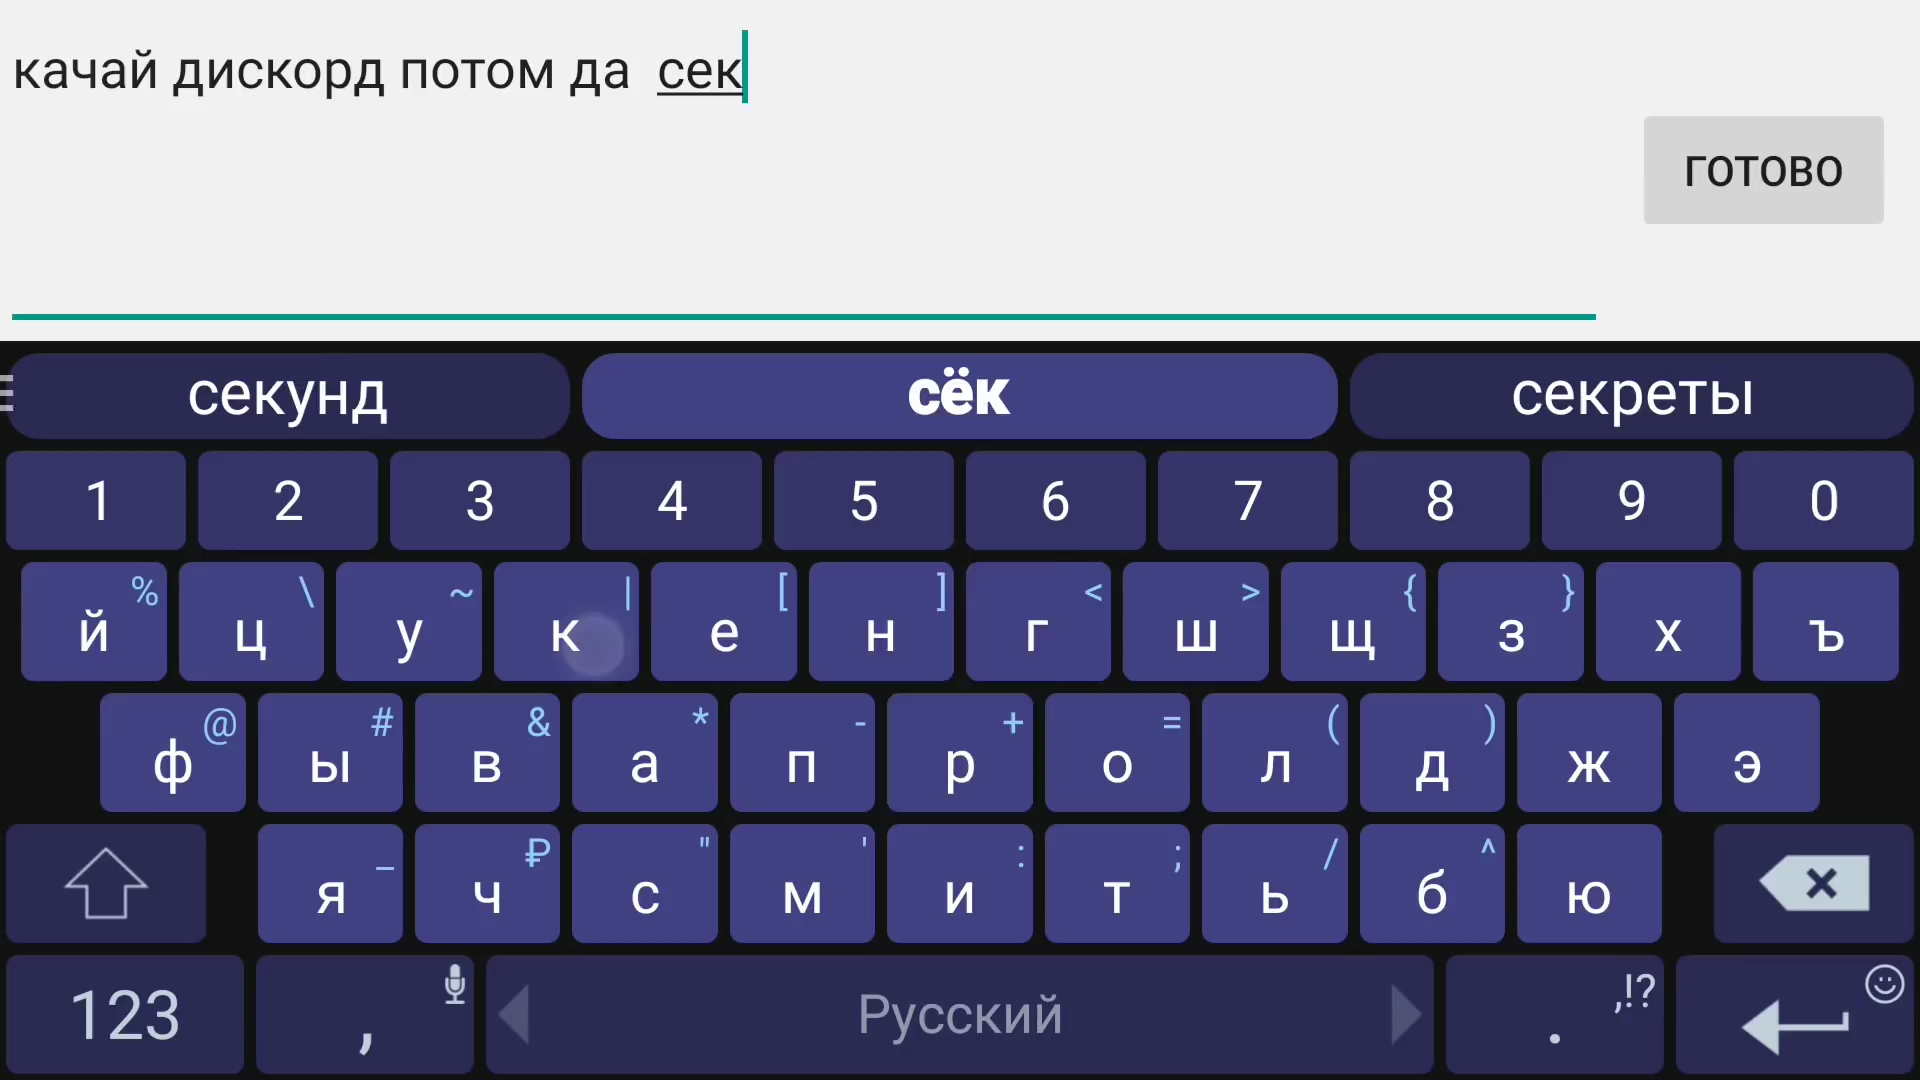 качай дискорд потом да  сек
ГОТОВО
секунд сёк секреты
1 2 3 4 5 6 7 8 9 0
% \ ~ | [ ] < > { }
й ц у к е н г ш щ з х ъ
@ # & * - + = ( )
ф ы в а п р о л д ж э
_ ₽ " ' : ; / ^
я ч с м и т ь б ю
123 , Русский . ,!?